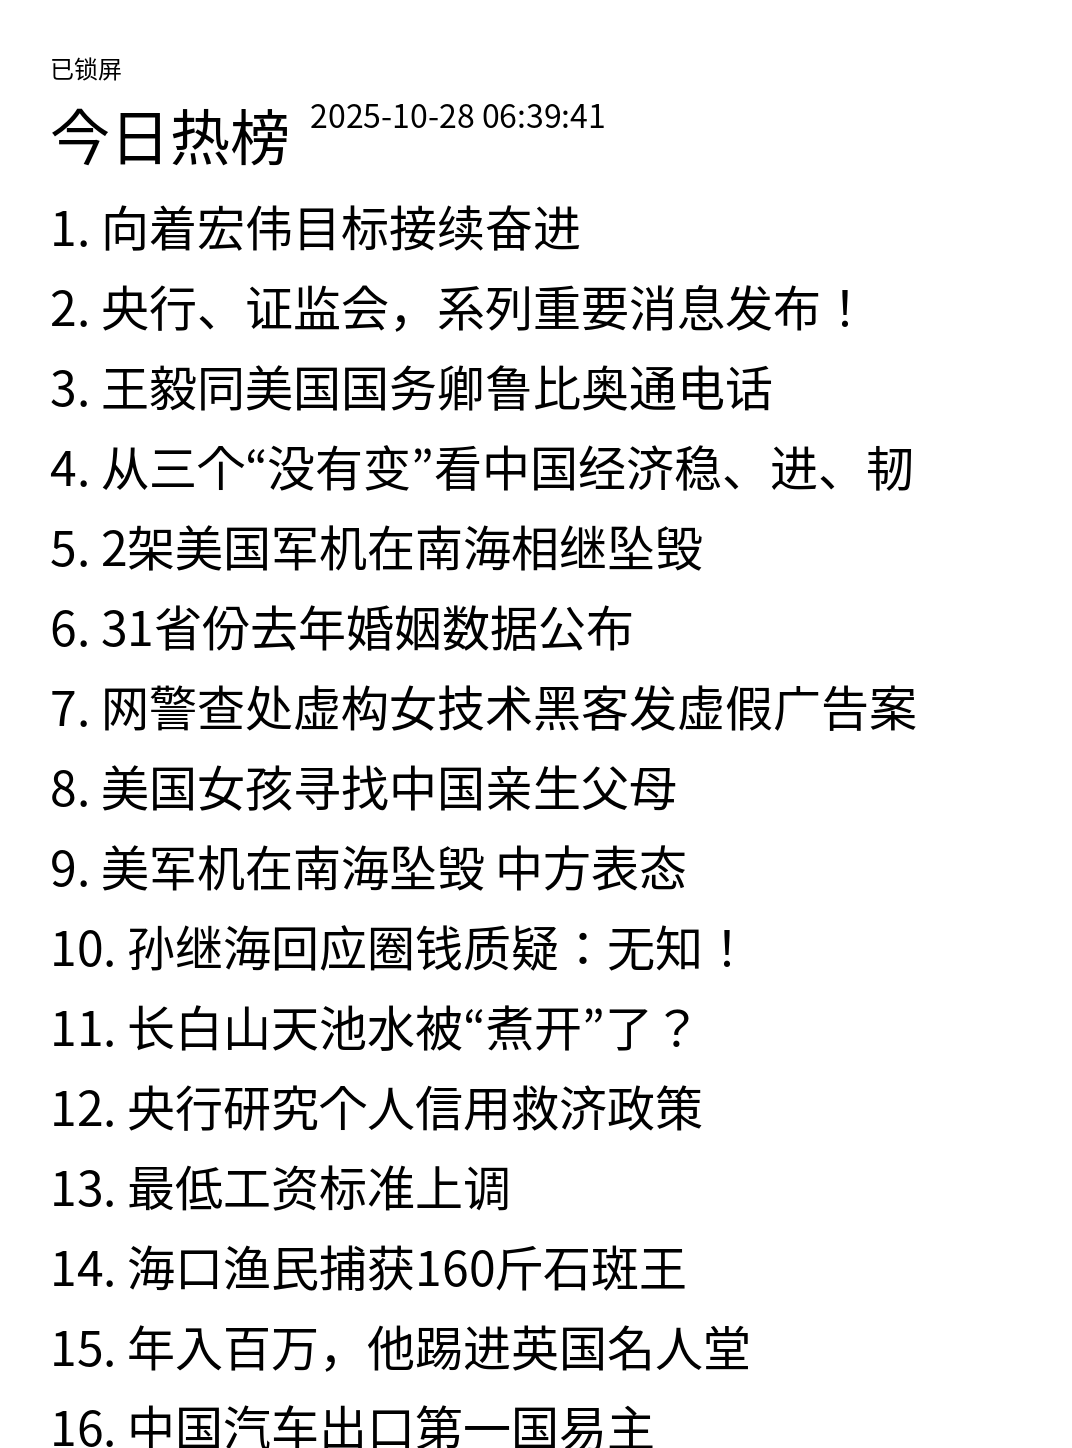 已锁屏
今日热榜 2025-10-28 06:39:41
1. 向着宏伟目标接续奋进
2. 央行、证监会，系列重要消息发布！
3. 王毅同美国国务卿鲁比奥通电话
4. 从三个“没有变”看中国经济稳、进、韧
5. 2架美国军机在南海相继坠毁
6. 31省份去年婚姻数据公布
7. 网警查处虚构女技术黑客发虚假广告案
8. 美国女孩寻找中国亲生父母
9. 美军机在南海坠毁 中方表态
10. 孙继海回应圈钱质疑：无知！
11. 长白山天池水被“煮开”了？
12. 央行研究个人信用救济政策
13. 最低工资标准上调
14. 海口渔民捕获160斤石斑王
15. 年入百万，他踢进英国名人堂
16. 中国汽车出口第一国易主